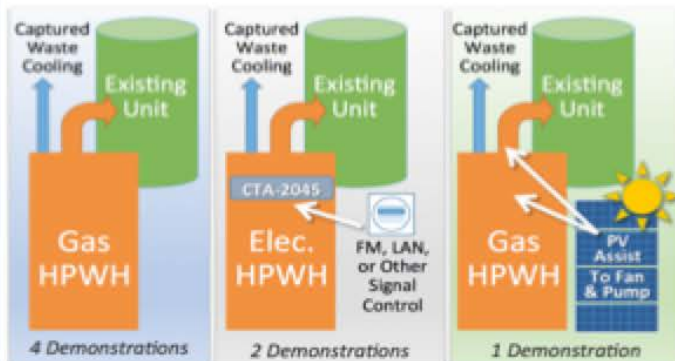 Captured
Waste
Cooling
Existing
Unit
Gas
HPWH
4 Demonstrations
Captured
Waste
Cooling
Existing
Unit
CTA-2045
Elec.
HPWH
FM, LAN,
or Other
Signal
Control
2 Demonstrations
Captured
Waste
Cooling
Existing
Unit
Gas
HPWH
PV
Assist
To Fan
& Pump
1 Demonstration